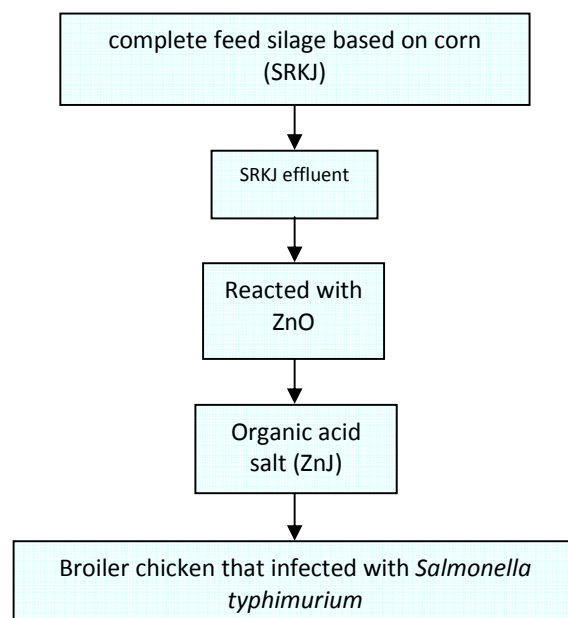 complete feed silage based on corn
(SRKJ)
SRKJ effluent
Reacted with
ZnO
Organic acid
salt (ZnJ)
Broiler chicken that infected with Salmonella
typhimurium